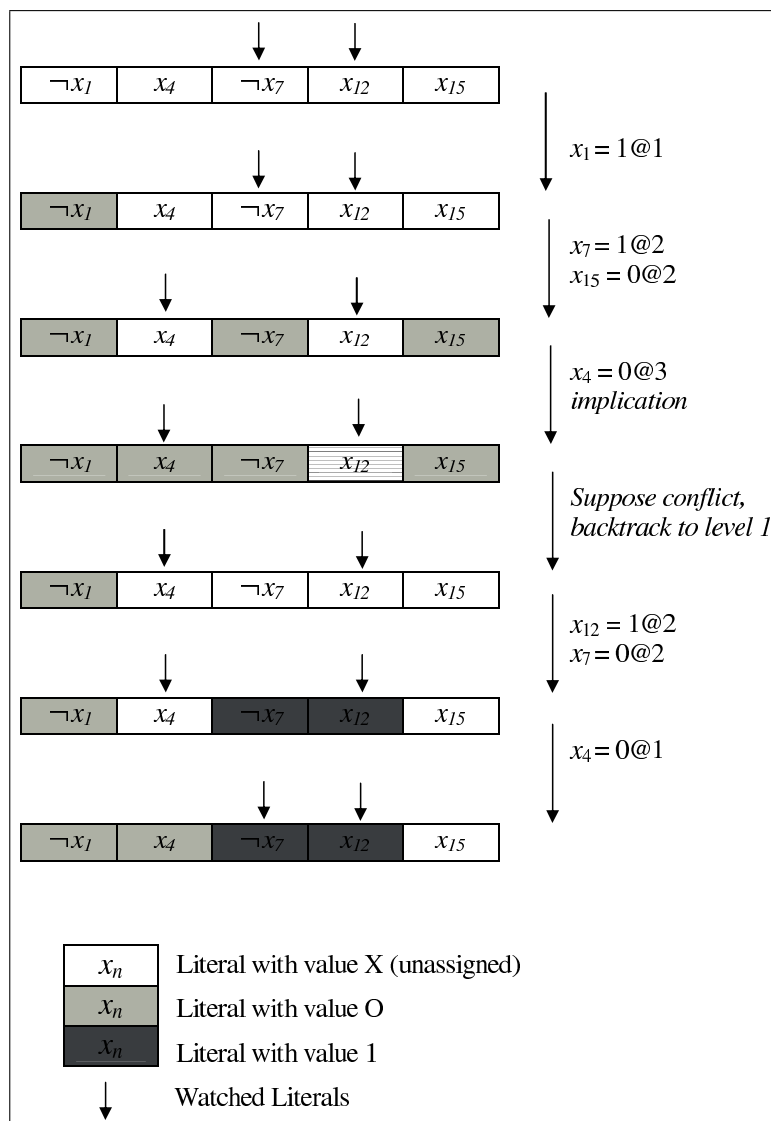 ¬x₁ x₄ ¬x₇ x₁₂ x₁₅
x₁ = 1@1
¬x₁ x₄ ¬x₇ x₁₂ x₁₅
x₇ = 1@2
x₁₅ = 0@2
¬x₁ x₄ ¬x₇ x₁₂ x₁₅
x₄ = 0@3
implication
¬x₁ x₄ ¬x₇ x₁₂ x₁₅
Suppose conflict,
backtrack to level 1
¬x₁ x₄ ¬x₇ x₁₂ x₁₅
x₁₂ = 1@2
x₇ = 0@2
¬x₁ x₄ ¬x₇ x₁₂ x₁₅
x₄ = 0@1
¬x₁ x₄ ¬x₇ x₁₂ x₁₅
xₙ Literal with value X (unassigned)
xₙ Literal with value O
xₙ Literal with value 1
Watched Literals